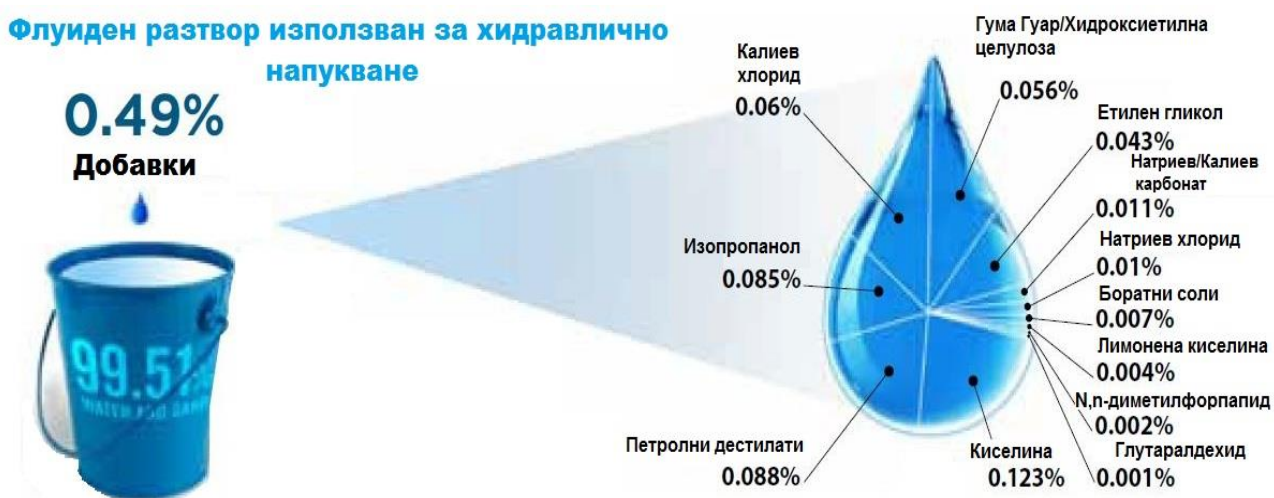 Флуиден разтвор използван за хидравлично
напукване
0.49%
Добавки
99.51%
WATER AND SAND
Калиев
хлорид
0.06%
Гума Гуар/Хидроксиетилна
целулоза
0.056%
Етилен гликол
0.043%
Натриев/Калиев
карбонат
0.011%
Натриев хлорид
0.01%
Боратни соли
0.007%
Лимонена киселина
0.004%
N,n-диметилфорпапид
0.002%
Глутаралдехид
0.001%
Изопропанол
0.085%
Петролни дестилати
0.088%
Киселина
0.123%